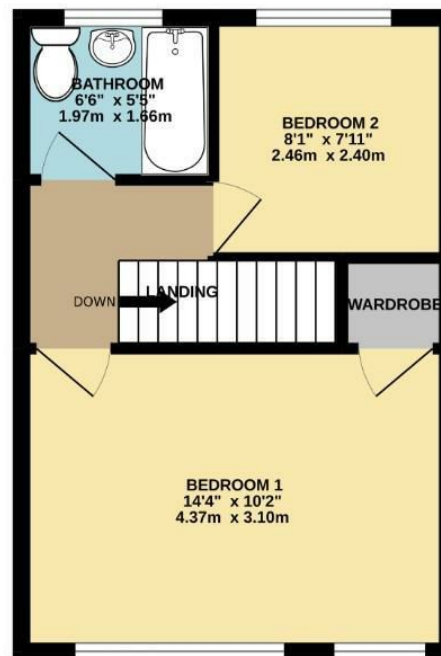 BATHROOM
6'6" x 5'5"
1.97m x 1.66m
BEDROOM 2
8'1" x 7'11"
2.46m x 2.40m
DOWN
LANDING
WARDROBE
BEDROOM 1
14'4" x 10'2"
4.37m x 3.10m